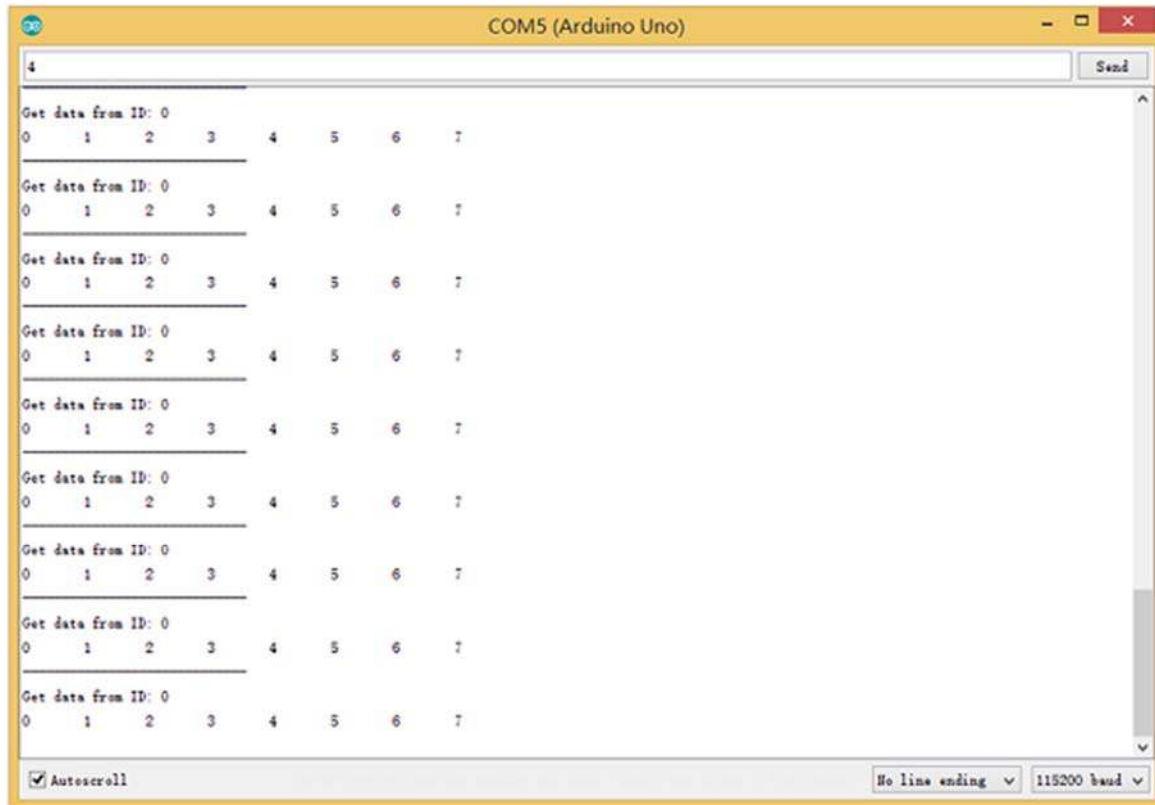 COM5 (Arduino Uno)
4
Send
Get data from ID: 0
0 1 2 3 4 5 6 7
Get data from ID: 0
0 1 2 3 4 5 6 7
Get data from ID: 0
0 1 2 3 4 5 6 7
Get data from ID: 0
0 1 2 3 4 5 6 7
Get data from ID: 0
0 1 2 3 4 5 6 7
Get data from ID: 0
0 1 2 3 4 5 6 7
Get data from ID: 0
0 1 2 3 4 5 6 7
Get data from ID: 0
0 1 2 3 4 5 6 7
Get data from ID: 0
0 1 2 3 4 5 6 7
Autoscroll
No line ending
115200 baud